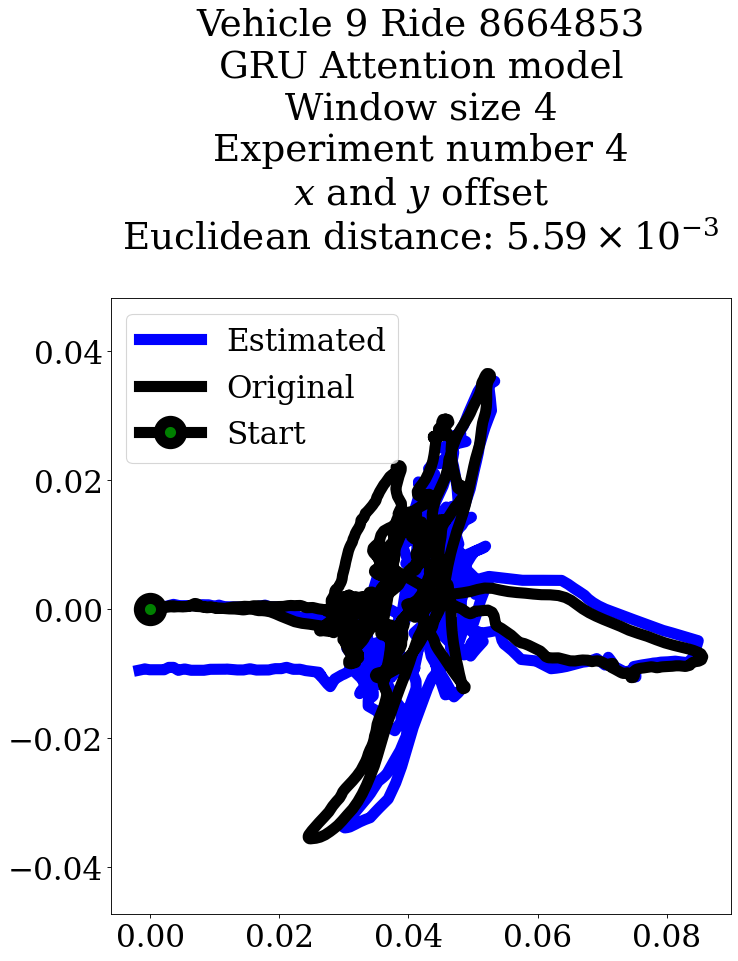 Vehicle 9 Ride 8664853
GRU Attention model
Window size 4
Experiment number 4
x and y offset
Euclidean distance: 5.59 × 10⁻³
Estimated
Original
Start
0.04
0.02
0.00
−0.02
−0.04
0.00 0.02 0.04 0.06 0.08